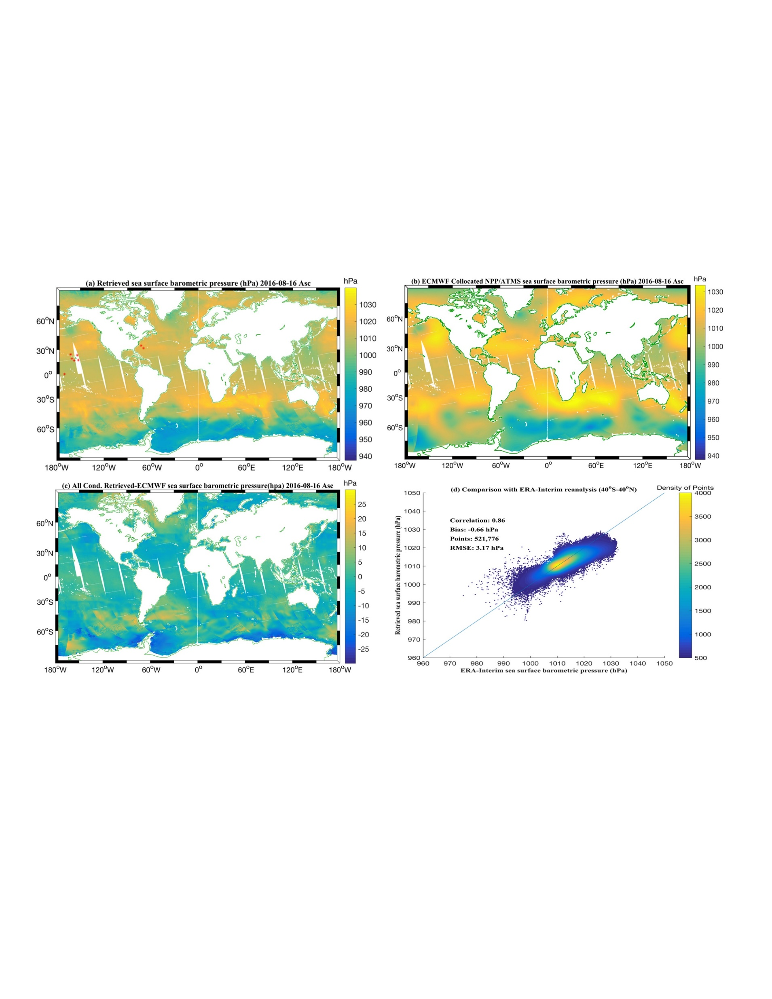 (a) Retrieved sea surface barometric pressure (hPa) 2016-08-16 Asc
hPa
1030
1020
1010
1000
990
980
970
960
950
940
60°N
30°N
0°
30°S
60°S
180°W 120°W 60°W 0° 60°E 120°E 180°W
(b) ECMWF Collocated NPP/ATMS sea surface barometric pressure (hPa) 2016-08-16 Asc
hPa
1030
1020
1010
1000
990
980
970
960
950
940
60°N
30°N
0°
30°S
60°S
180°W 120°W 60°W 0° 60°E 120°E 180°W
(c) All Cond. Retrieved-ECMWF sea surface barometric pressure(hpa) 2016-08-16 Asc
hPa
25
20
15
10
5
0
-5
-10
-15
-20
-25
60°N
30°N
0°
30°S
60°S
180°W 120°W 60°W 0° 60°E 120°E 180°W
(d) Comparison with ERA-Interim reanalysis (40°S-40°N)
Density of Points
Correlation: 0.86
Bias: -0.66 hPa
Points: 521,776
RMSE: 3.17 hPa
Retrieved sea surface barometric pressure (hPa)
1050
1040
1030
1020
1010
1000
990
980
970
960
960 970 980 990 1000 1010 1020 1030 1040 1050
ERA-Interim sea surface barometric pressure (hPa)
4000
3500
3000
2500
2000
1500
1000
500